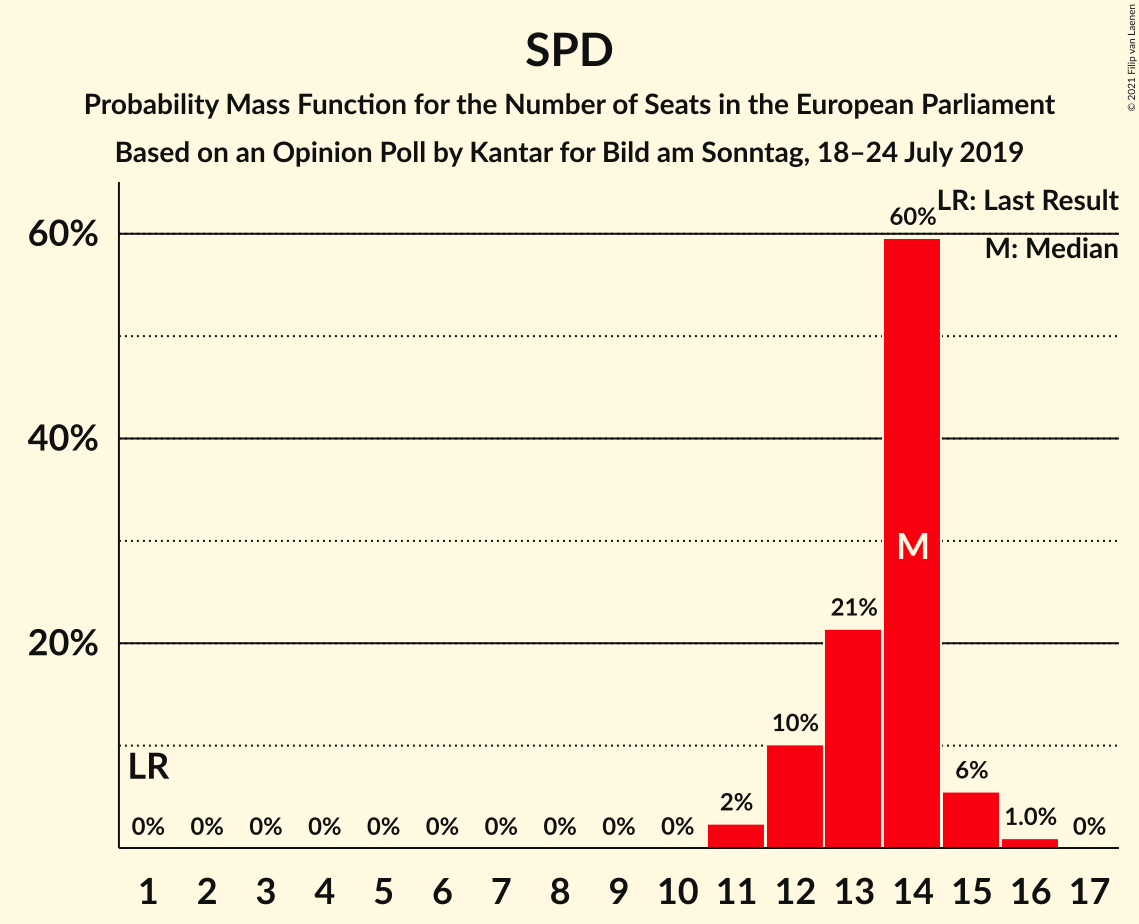 SPD
Probability Mass Function for the Number of Seats in the European Parliament
Based on an Opinion Poll by Kantar for Bild am Sonntag, 18–24 July 2019
© 2021 Filip van Laenen
LR: Last Result
M: Median
60%
40%
20%
LR
M
0% 0% 0% 0% 0% 0% 0% 0% 0% 0% 2% 10% 21% 60% 6% 1.0% 0%
1 2 3 4 5 6 7 8 9 10 11 12 13 14 15 16 17